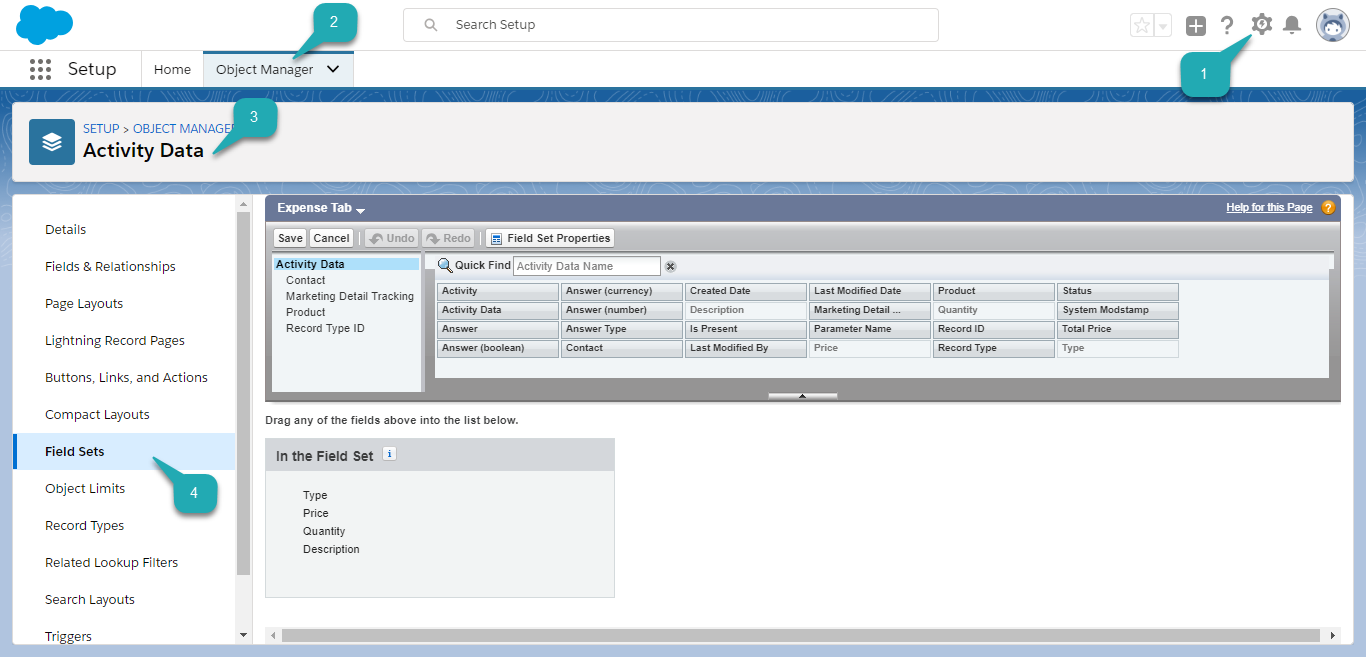 2
Search Setup
1
Setup
Home
Object Manager
3
SETUP > OBJECT MANAGER
Activity Data
Details
Fields & Relationships
Page Layouts
Lightning Record Pages
Buttons, Links, and Actions
Compact Layouts
Field Sets
4
Object Limits
Record Types
Related Lookup Filters
Search Layouts
Triggers
Expense Tab
Help for this Page ?
Save Cancel Undo Redo Field Set Properties
Activity Data
Contact
Marketing Detail Tracking
Product
Record Type ID
Quick Find Activity Data Name
Activity Answer (currency) Created Date Last Modified Date Product Status
Activity Data Answer (number) Description Marketing Detail ... Quantity System Modstamp
Answer Answer Type Is Present Parameter Name Record ID Total Price
Answer (boolean) Contact Last Modified By Price Record Type Type
Drag any of the fields above into the list below.
In the Field Set i
Type
Price
Quantity
Description